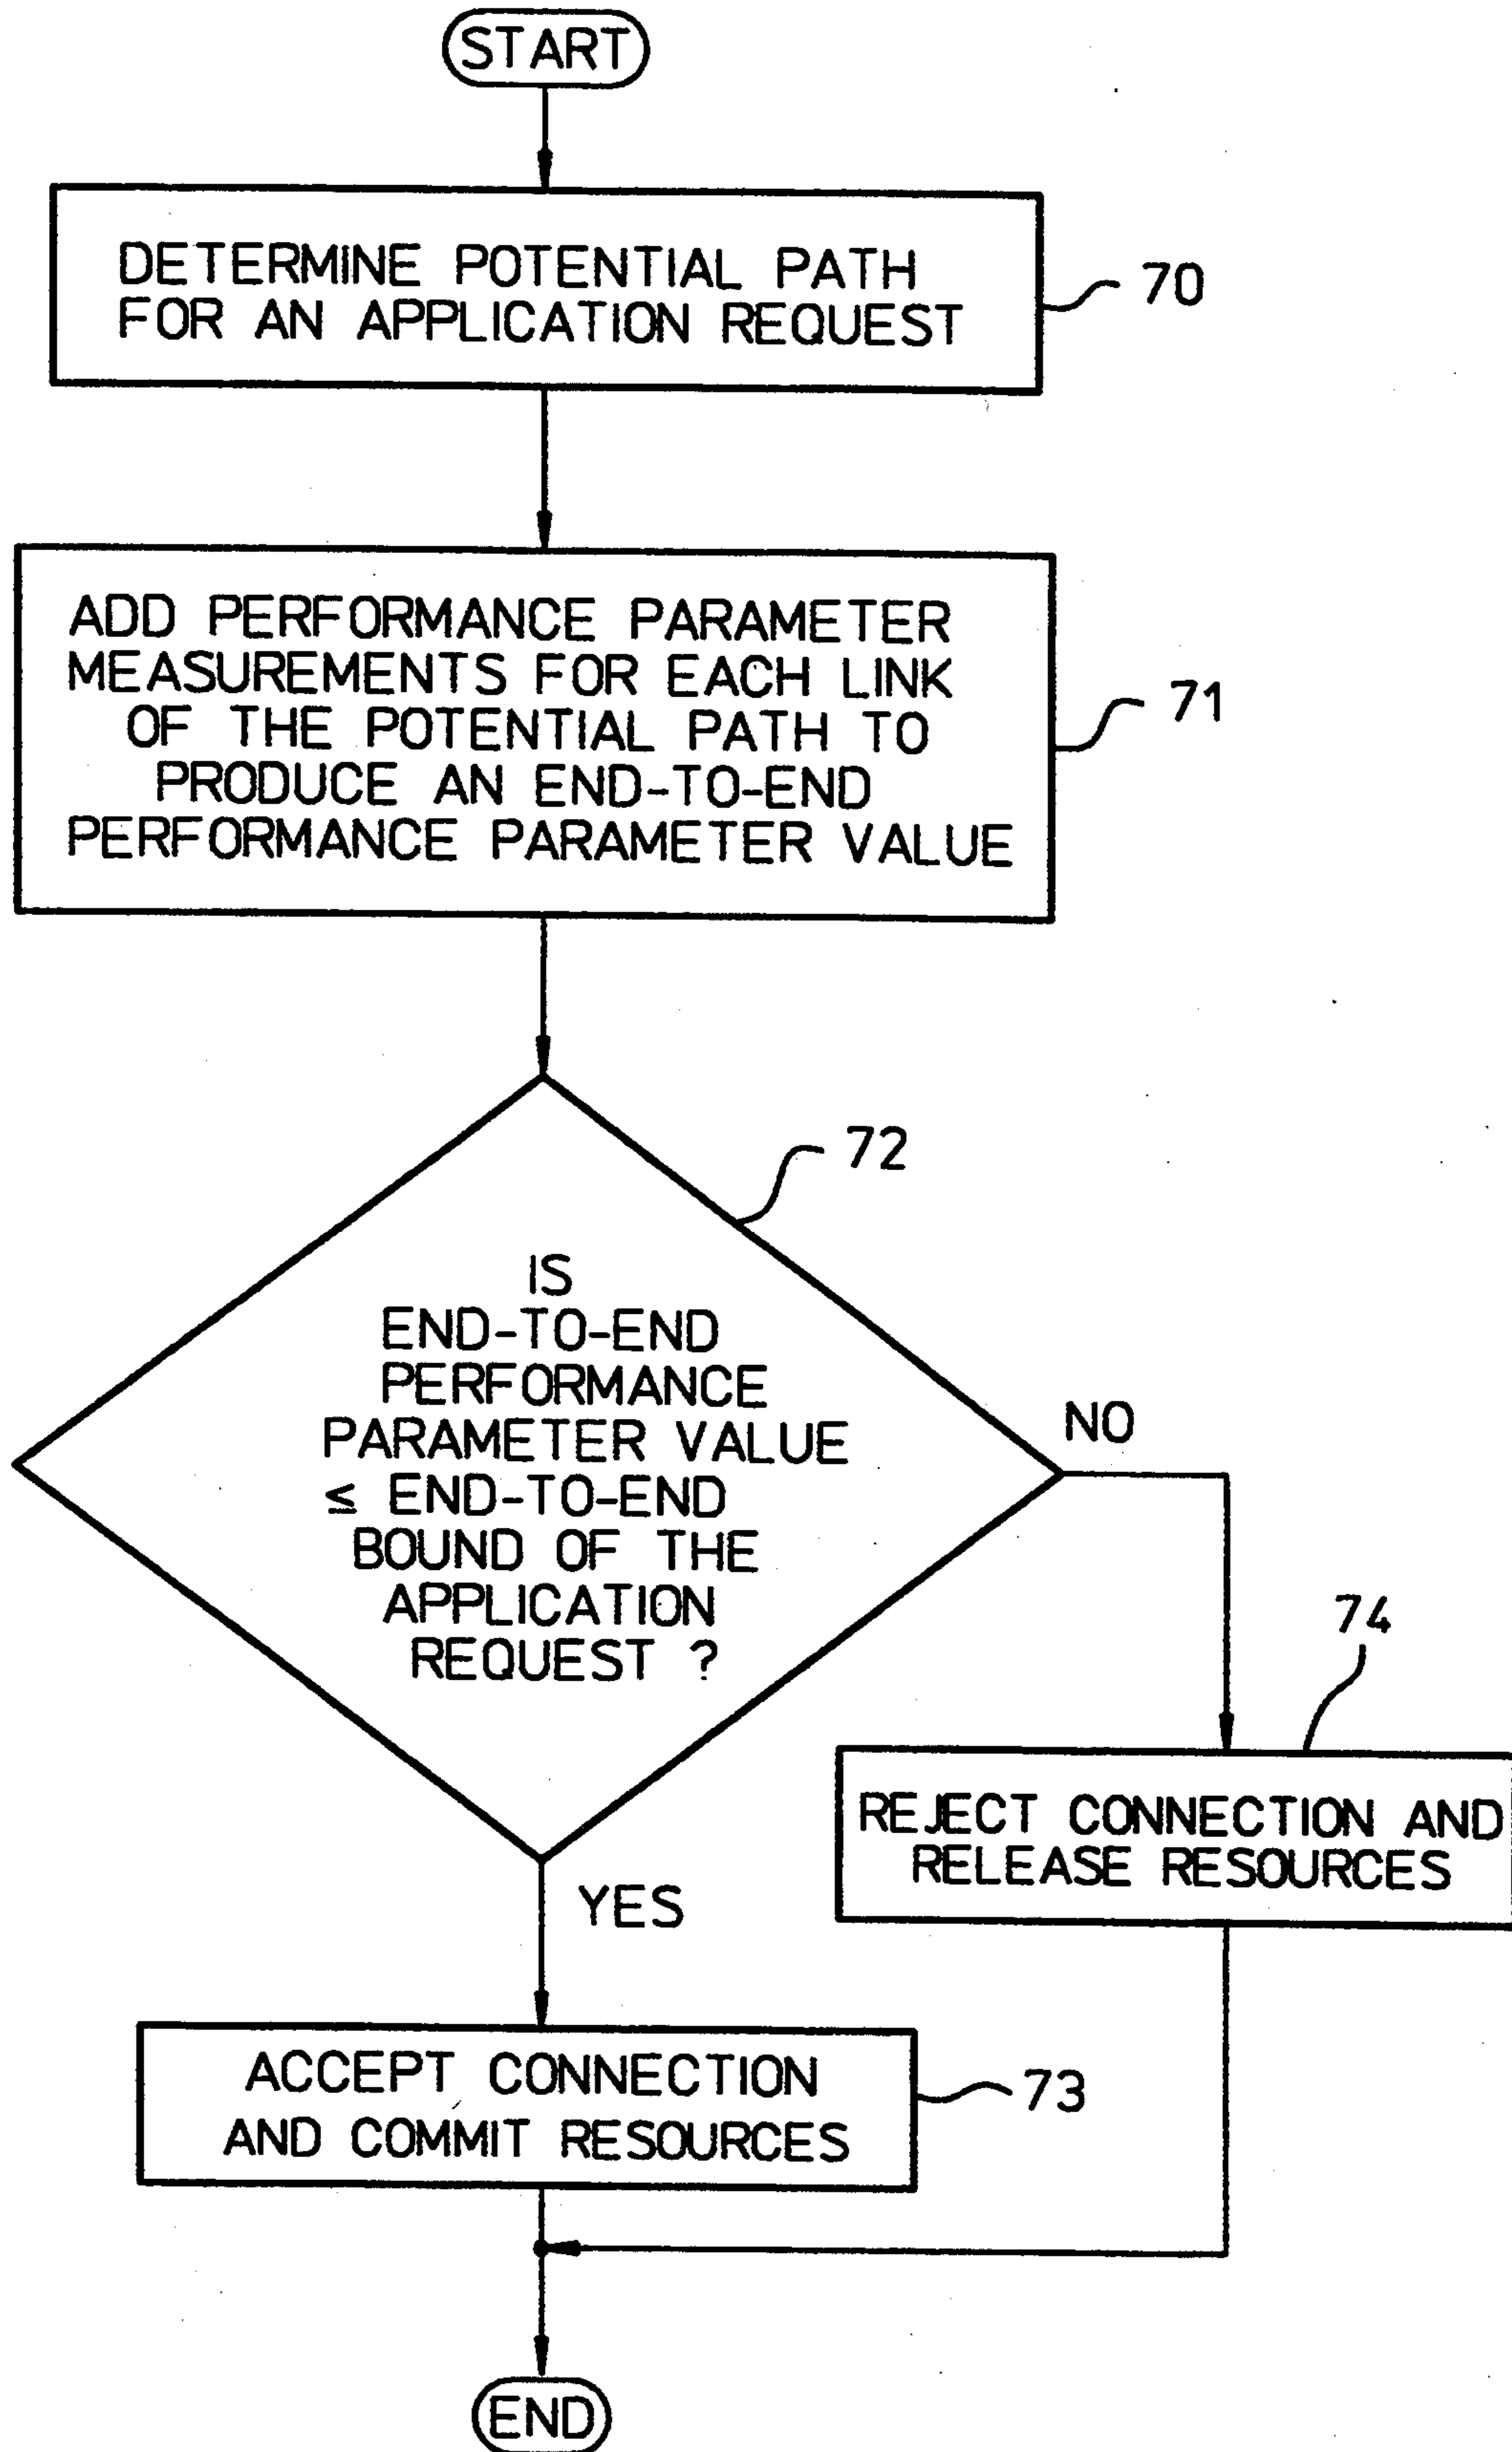 START
DETERMINE POTENTIAL PATH
FOR AN APPLICATION REQUEST
70
ADD PERFORMANCE PARAMETER
MEASUREMENTS FOR EACH LINK
OF THE POTENTIAL PATH TO
PRODUCE AN END-TO-END
PERFORMANCE PARAMETER VALUE
71
72
IS
END-TO-END
PERFORMANCE
PARAMETER VALUE
≤ END-TO-END
BOUND OF THE
APPLICATION
REQUEST ?
NO
74
REJECT CONNECTION AND
RELEASE RESOURCES
YES
ACCEPT CONNECTION
AND COMMIT RESOURCES
73
END